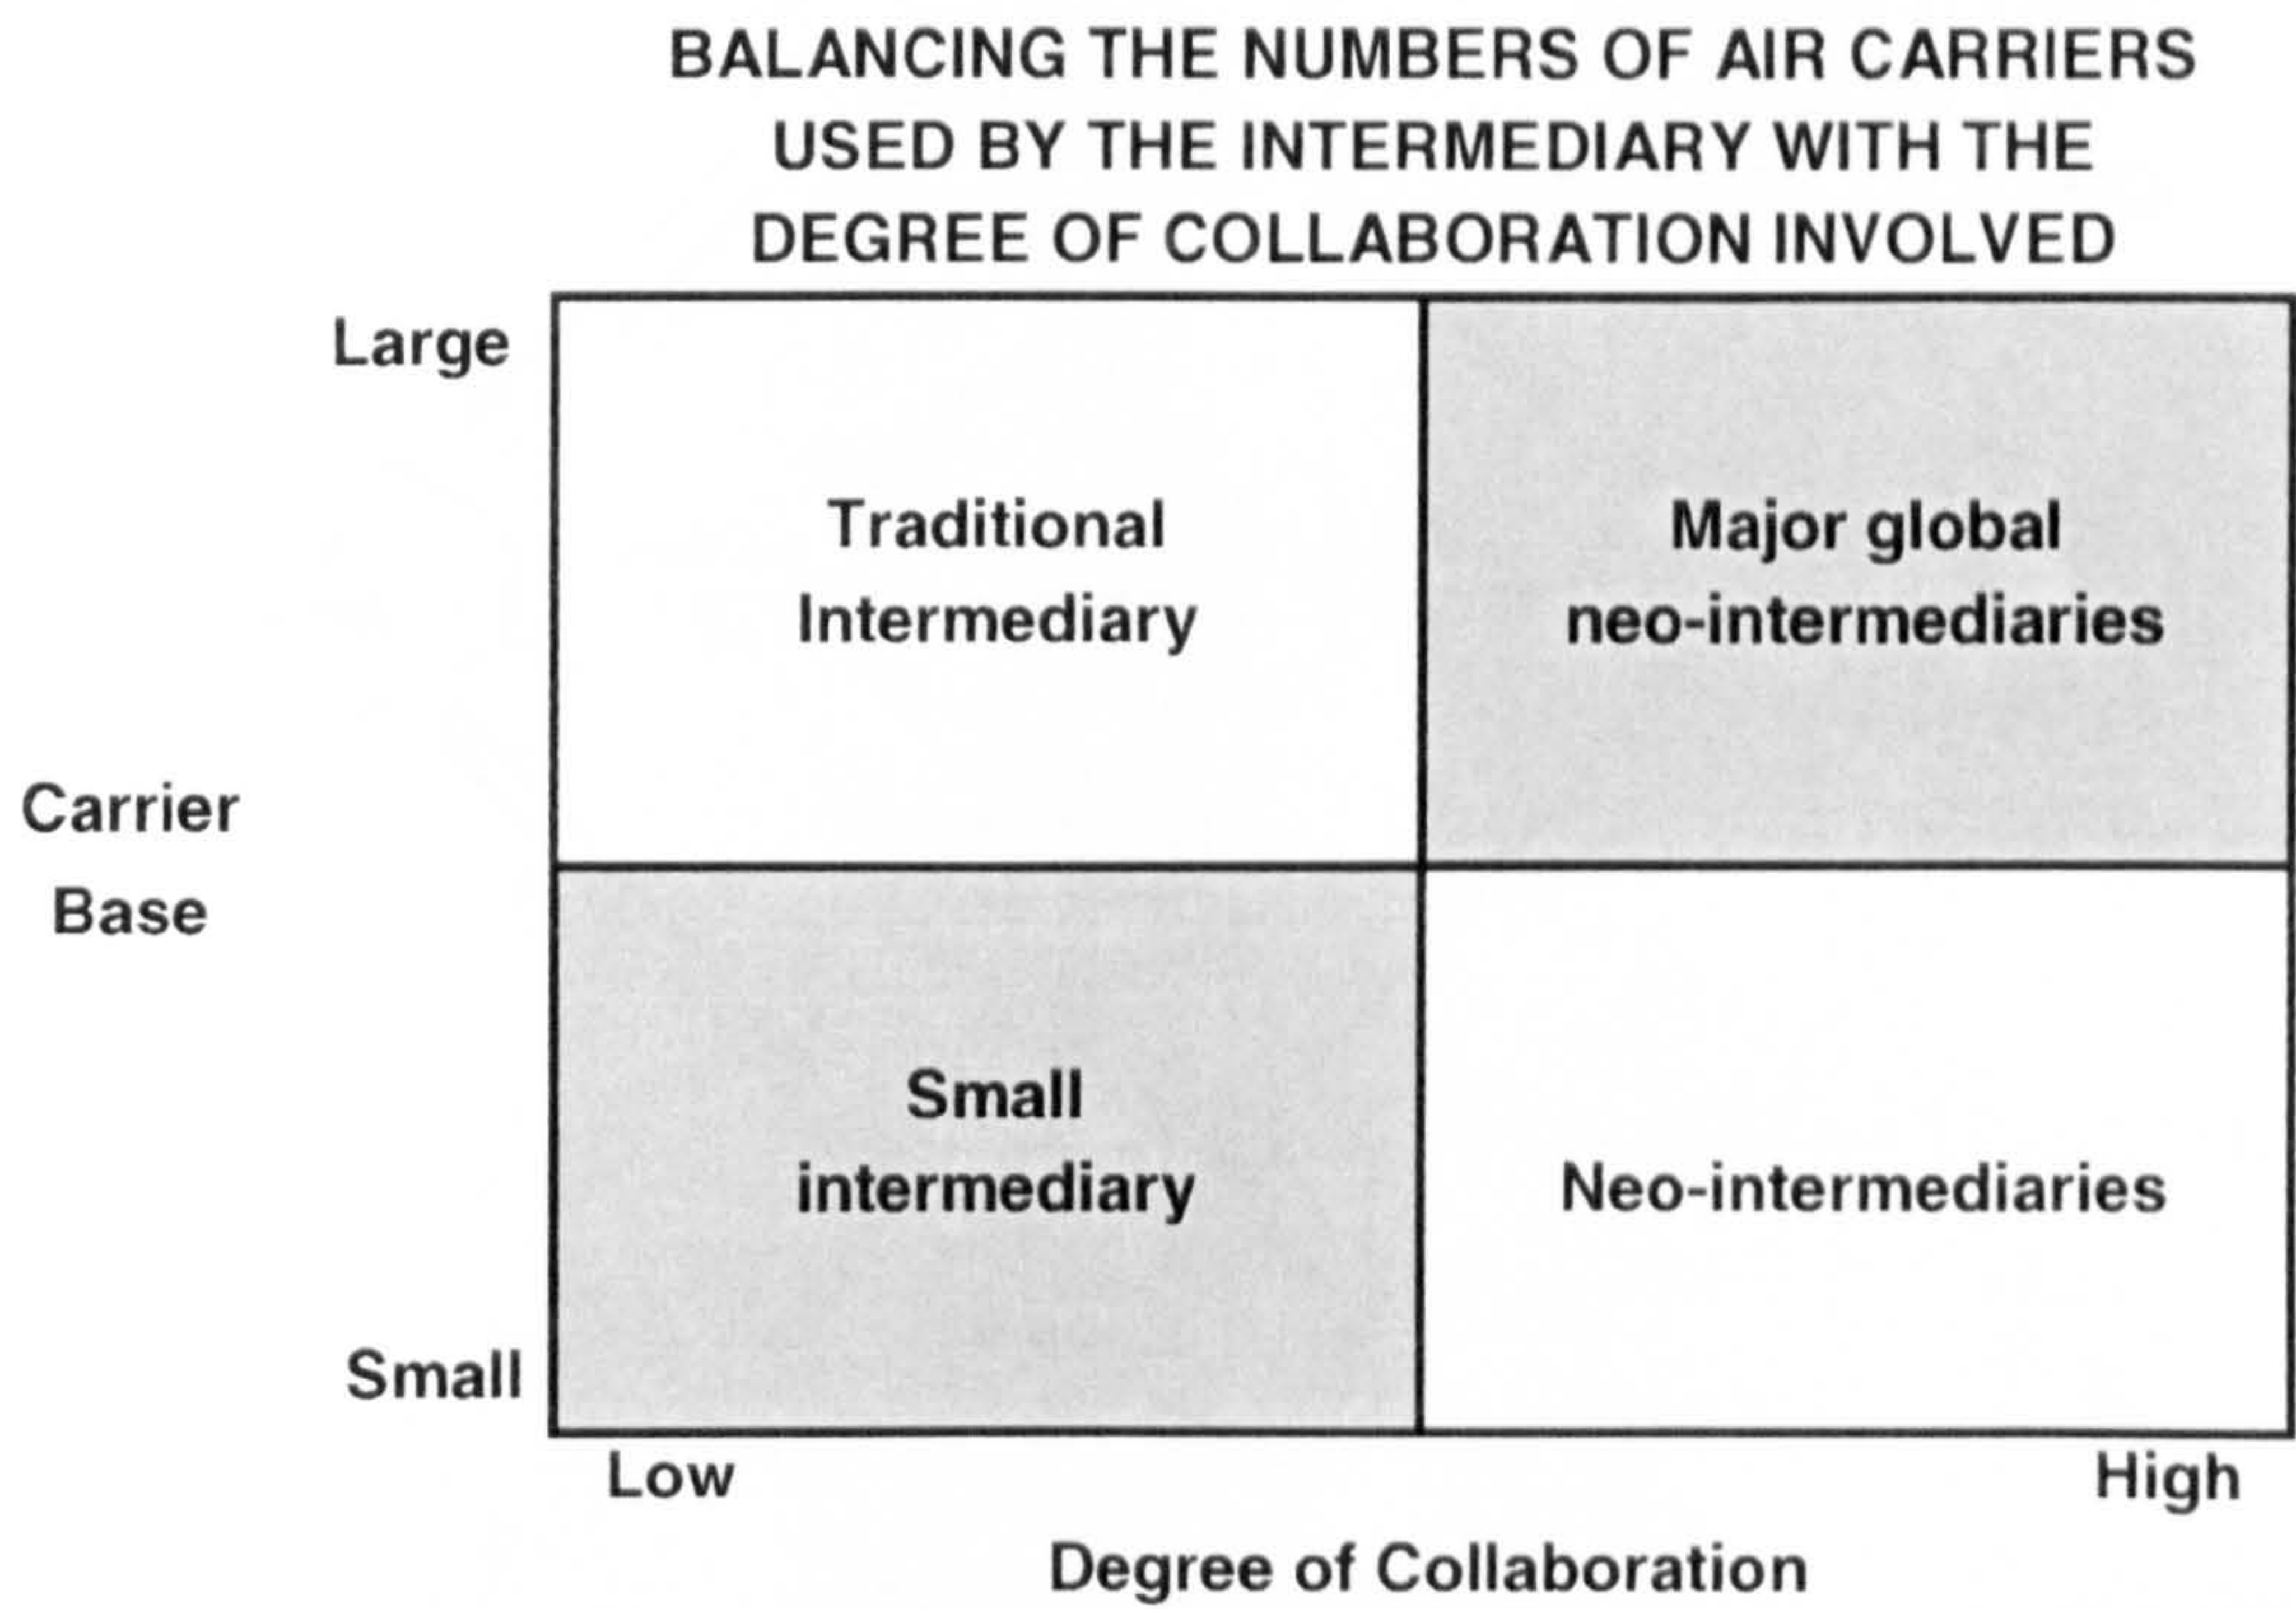 BALANCING THE NUMBERS OF AIR CARRIERS
USED BY THE INTERMEDIARY WITH THE
DEGREE OF COLLABORATION INVOLVED
Large
Traditional
Intermediary
Major global
neo-intermediaries
Carrier
Base
Small
intermediary
Neo-intermediaries
Small
Low
High
Degree of Collaboration